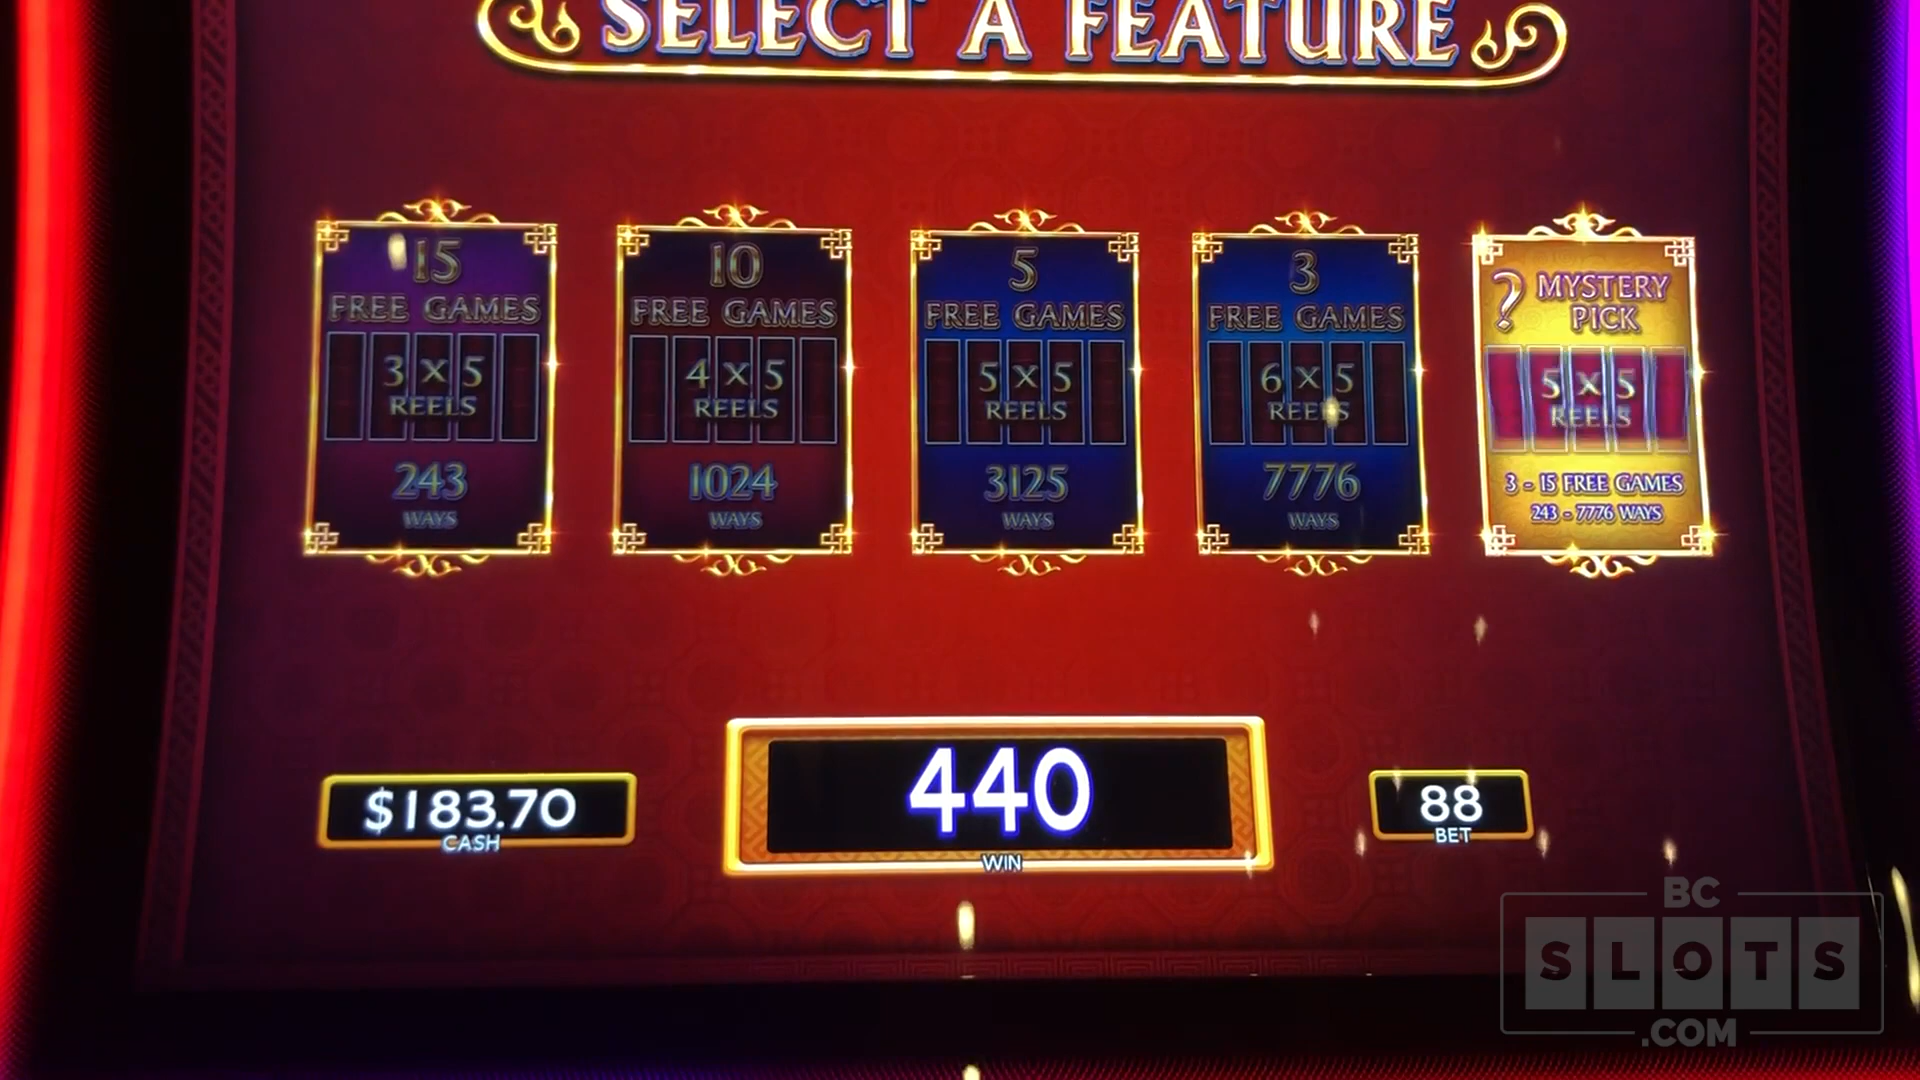 SELECT A FEATURE
15
FREE GAMES
3 X 5
REELS
243
WAYS
10
FREE GAMES
4 X 5
REELS
1024
WAYS
5
FREE GAMES
5 X 5
REELS
3125
WAYS
3
FREE GAMES
6 X 5
REELS
7776
WAYS
? MYSTERY
PICK
5 X 5
REELS
3 - 15 FREE GAMES
243 - 7776 WAYS
$183.70
CASH
440
WIN
88
BET
BC
SLOTS
.COM